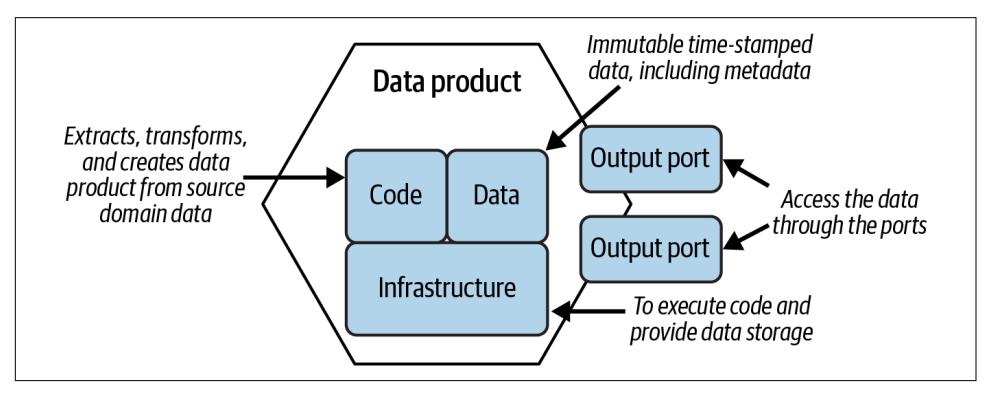 Immutable time-stamped
data, including metadata
Data product
Extracts, transforms,
and creates data
product from source
domain data
Code
Data
Output port
Access the data
through the ports
Output port
Infrastructure
To execute code and
provide data storage